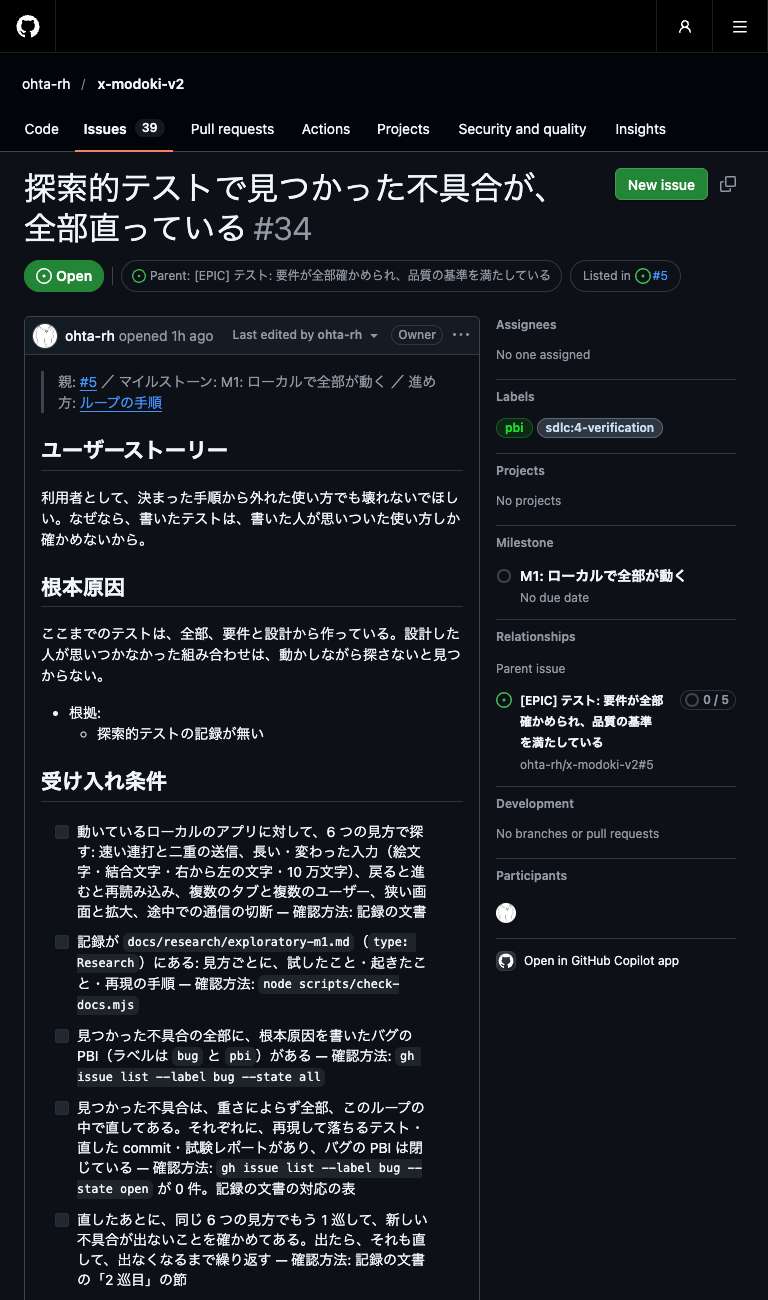 ohta-rh / x-modoki-v2
Code Issues 39 Pull requests Actions Projects Security and quality Insights
探索的テストで見つかった不具合が、
全部直っている #34
New issue
Open
Parent: [EPIC] テスト: 要件が全部確かめられ、品質の基準を満たしている
Listed in #5
ohta-rh opened 1h ago Last edited by ohta-rh Owner
親: #5 ／ マイルストーン: M1: ローカルで全部が動く ／ 進め
方: ループの手順
ユーザーストーリー
利用者として、決まった手順から外れた使い方でも壊れないでほし
い。なぜなら、書いたテストは、書いた人が思いついた使い方しか
確かめないから。
根本原因
ここまでのテストは、全部、要件と設計から作っている。設計した
人が思いつかなかった組み合わせは、動かしながら探さないと見つ
からない。
根拠:
探索的テストの記録が無い
受け入れ条件
動いているローカルのアプリに対して、6 つの見方で探
す: 速い連打と二重の送信、長い・変わった入力（絵文
字・結合文字・右から左の文字・10 万文字）、戻ると進
むと再読み込み、複数のタブと複数のユーザー、狭い画
面と拡大、途中での通信の切断 — 確認方法: 記録の文書
記録が docs/research/exploratory-m1.md（type:
Research）にある: 見方ごとに、試したこと・起きたこ
と・再現の手順 — 確認方法: node scripts/check-
docs.mjs
見つかった不具合の全部に、根本原因を書いたバグの
PBI（ラベルは bug と pbi）がある — 確認方法: gh
issue list --label bug --state all
見つかった不具合は、重さによらず全部、このループの
中で直してある。それぞれに、再現して落ちるテスト・
直した commit・試験レポートがあり、バグの PBI は閉
じている — 確認方法: gh issue list --label bug --
state open が 0 件。記録の文書の対応の表
直したあとに、同じ 6 つの見方でもう 1 巡して、新しい
不具合が出ないことを確かめてある。出たら、それも直
して、出なくなるまで繰り返す — 確認方法: 記録の文書
の「2 巡目」の節
Assignees
No one assigned
Labels
pbi sdlc:4-verification
Projects
No projects
Milestone
M1: ローカルで全部が動く
No due date
Relationships
Parent issue
[EPIC] テスト: 要件が全部 0 / 5
確かめられ、品質の基準
を満たしている
ohta-rh/x-modoki-v2#5
Development
No branches or pull requests
Participants
Open in GitHub Copilot app